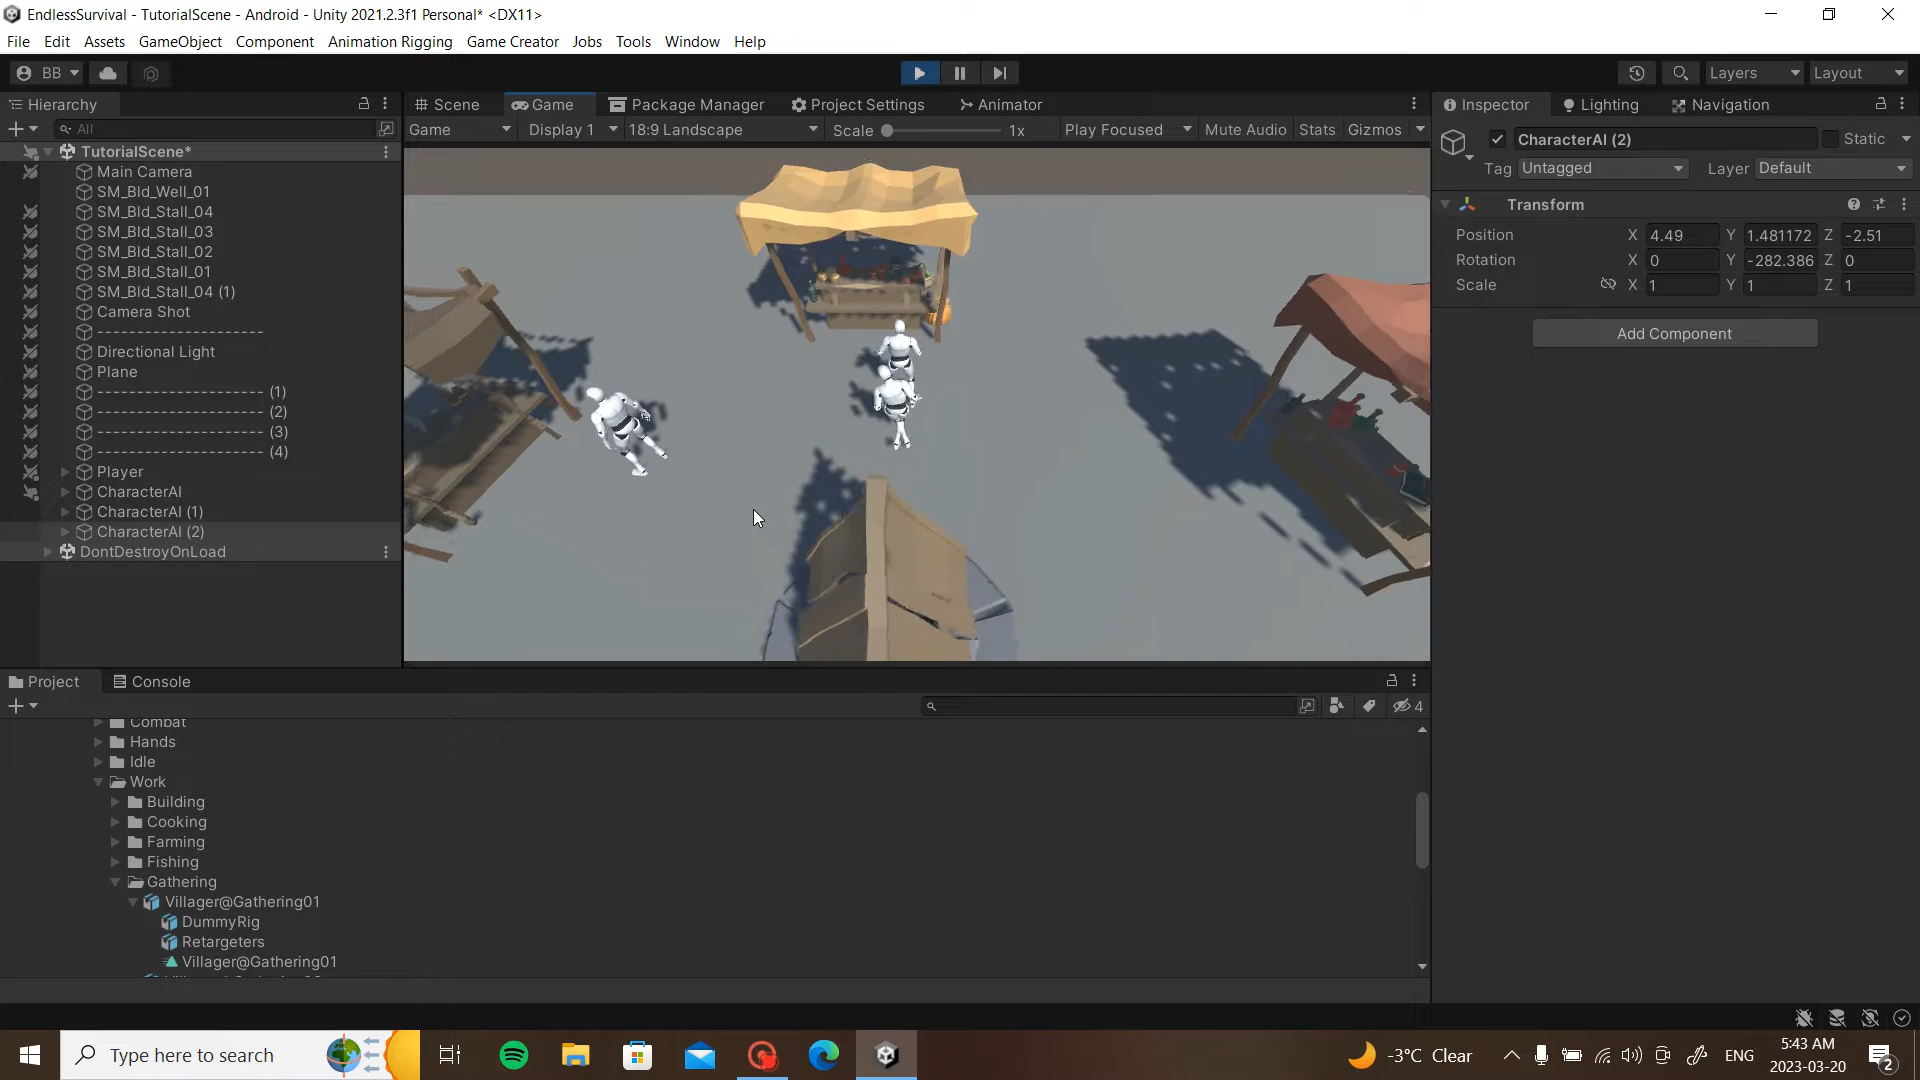 EndlessSurvival - TutorialScene - Android - Unity 2021.2.3f1 Personal* <DX11>
File Edit Assets GameObject Component Animation Rigging Game Creator Jobs Tools Window Help
BB Layers Layout
Hierarchy Scene Game Package Manager Project Settings Animator Inspector Lighting Navigation
All Game Display 1 18:9 Landscape Scale 1x Play Focused Mute Audio Stats Gizmos
CharacterAI (2) Static
TutorialScene*
Tag Untagged Layer Default
Main Camera
SM_Bld_Well_01
SM_Bld_Stall_04
SM_Bld_Stall_03
SM_Bld_Stall_02
SM_Bld_Stall_01
SM_Bld_Stall_04 (1)
Camera Shot
---------------------
Directional Light
Plane
--------------------- (1)
--------------------- (2)
--------------------- (3)
--------------------- (4)
Player
CharacterAI
CharacterAI (1)
CharacterAI (2)
DontDestroyOnLoad
Transform
Position X 4.49 Y 1.481172 Z -2.51
Rotation X 0 Y -282.386 Z 0
Scale X 1 Y 1 Z 1
Add Component
Project Console
4
Combat
Hands
Idle
Work
Building
Cooking
Farming
Fishing
Gathering
Villager@Gathering01
DummyRig
Retargeters
Villager@Gathering01
Type here to search
-3°C Clear
ENG
5:43 AM
2023-03-20
2